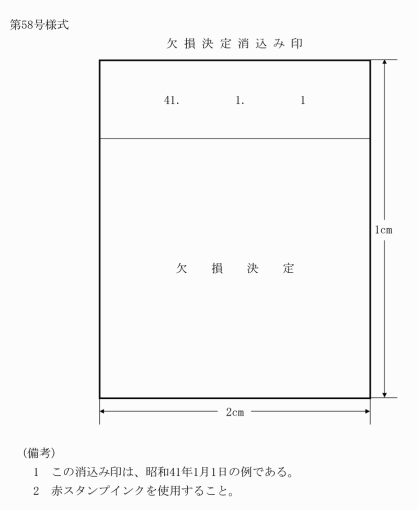 第58号様式
欠 損 決 定 消 込 み 印
41. 1. 1
1cm
欠 損 決 定
2cm
(備考)
1 この消込み印は、昭和41年1月1日の例である。
2 赤スタンプインクを使用すること。